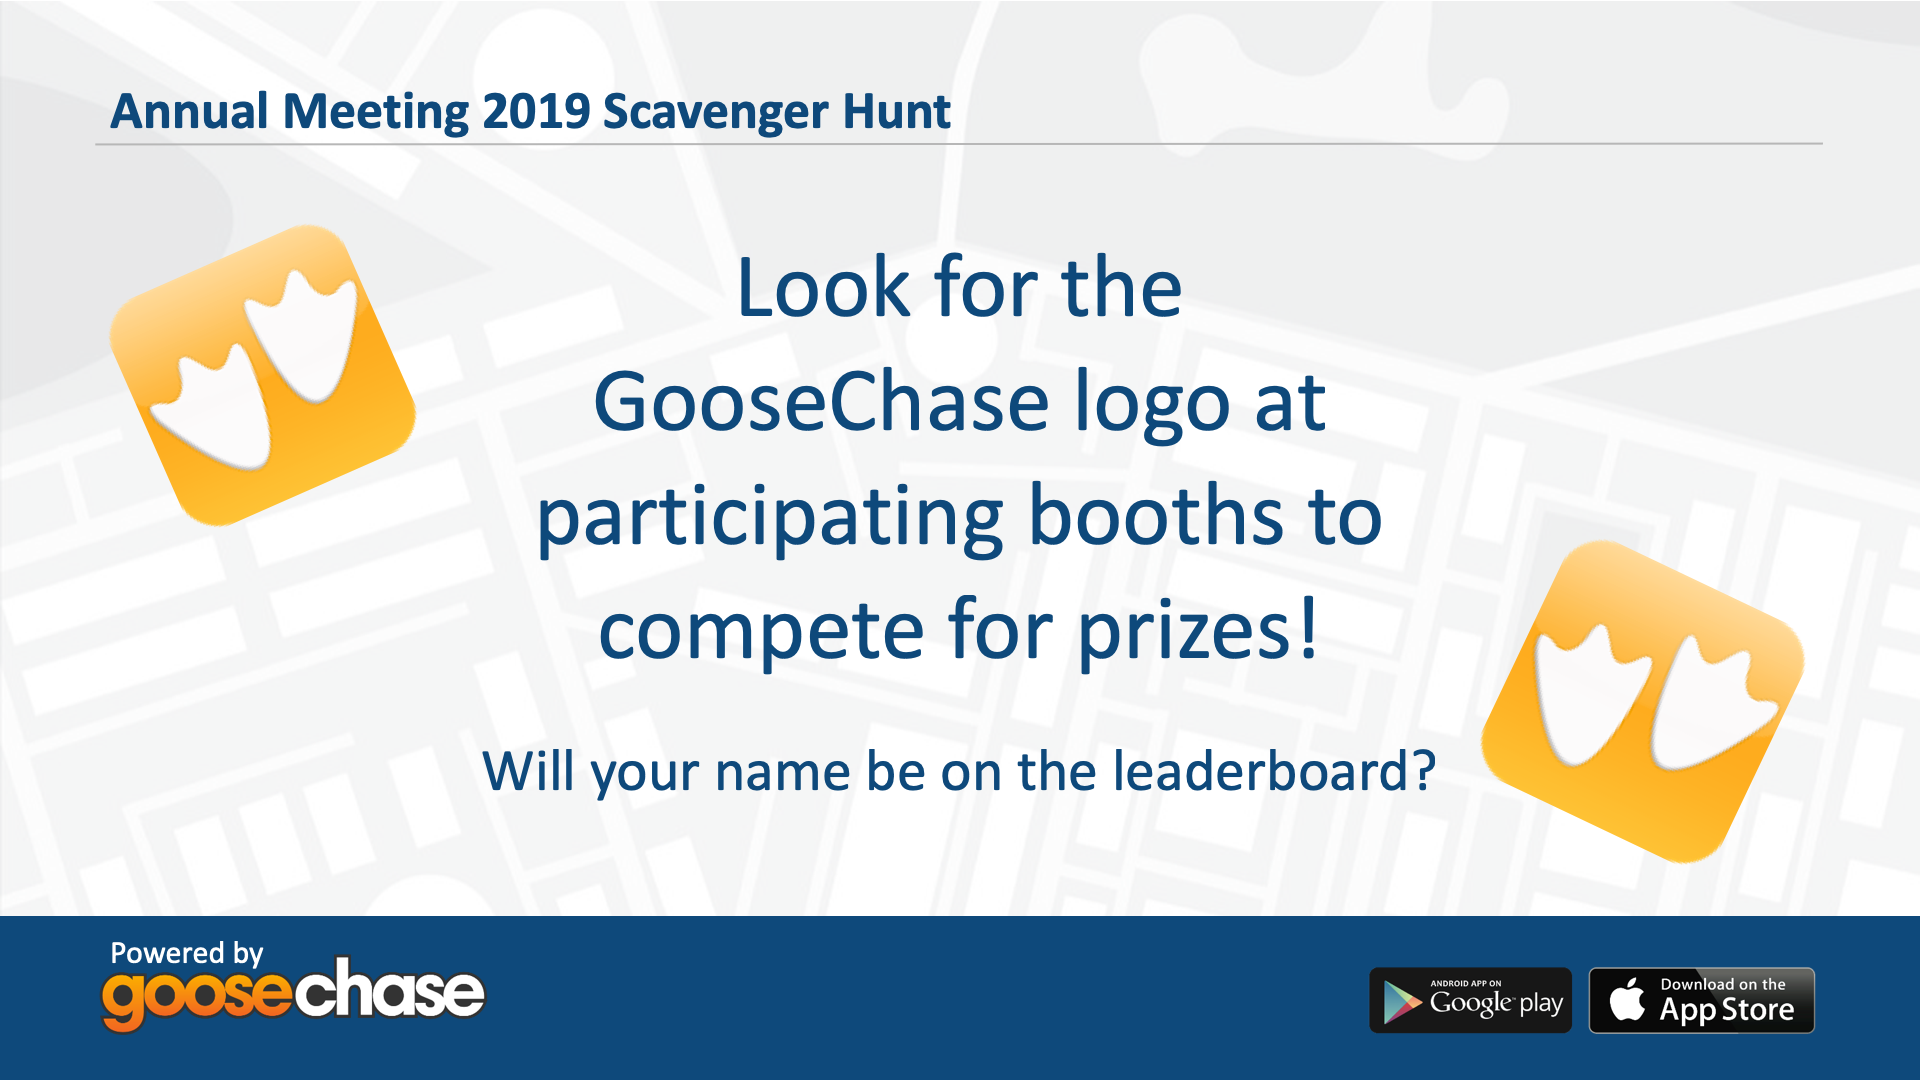 Annual Meeting 2019 Scavenger Hunt
Look for the
GooseChase logo at
participating booths to
compete for prizes!
Will your name be on the leaderboard?
Powered by
goosechase
ANDROID APP ON
Google play
Download on the
App Store